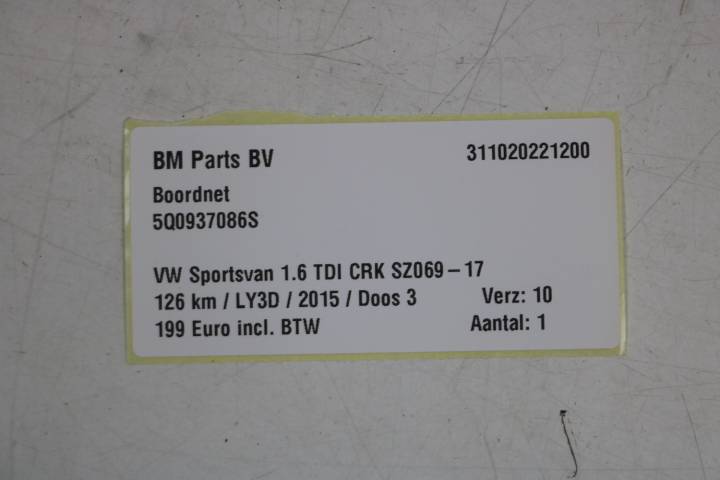 BM Parts BV 311020221200
Boordnet
5Q0937086S
VW Sportsvan 1.6 TDI CRK SZ069-17
126 km / LY3D / 2015 / Doos 3 Verz: 10
199 Euro incl. BTW Aantal: 1